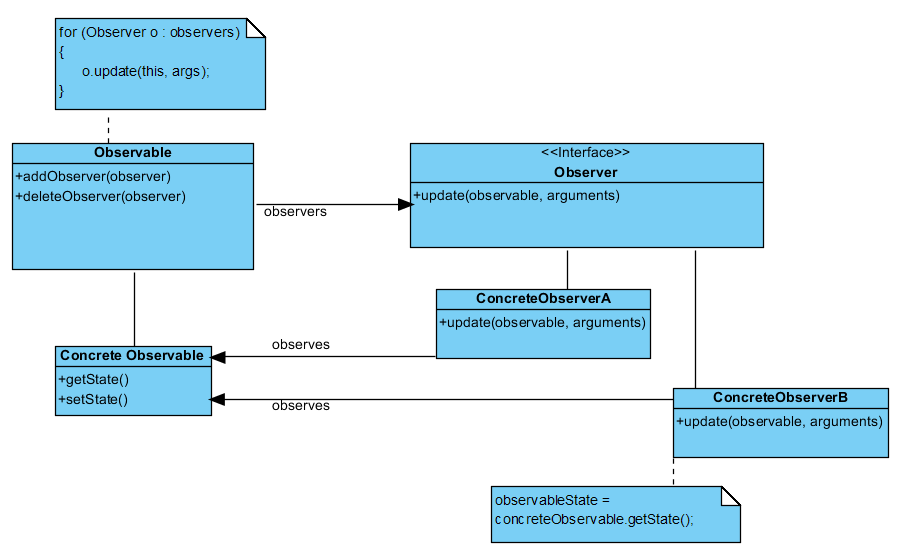 for (Observer o : observers)
{
o.update(this, args);
}
Observable
+addObserver(observer)
+deleteObserver(observer)
observers
<<Interface>>
Observer
+update(observable, arguments)
ConcreteObserverA
+update(observable, arguments)
observes
Concrete Observable
+getState()
+setState()
observes
ConcreteObserverB
+update(observable, arguments)
observableState =
concreteObservable.getState();